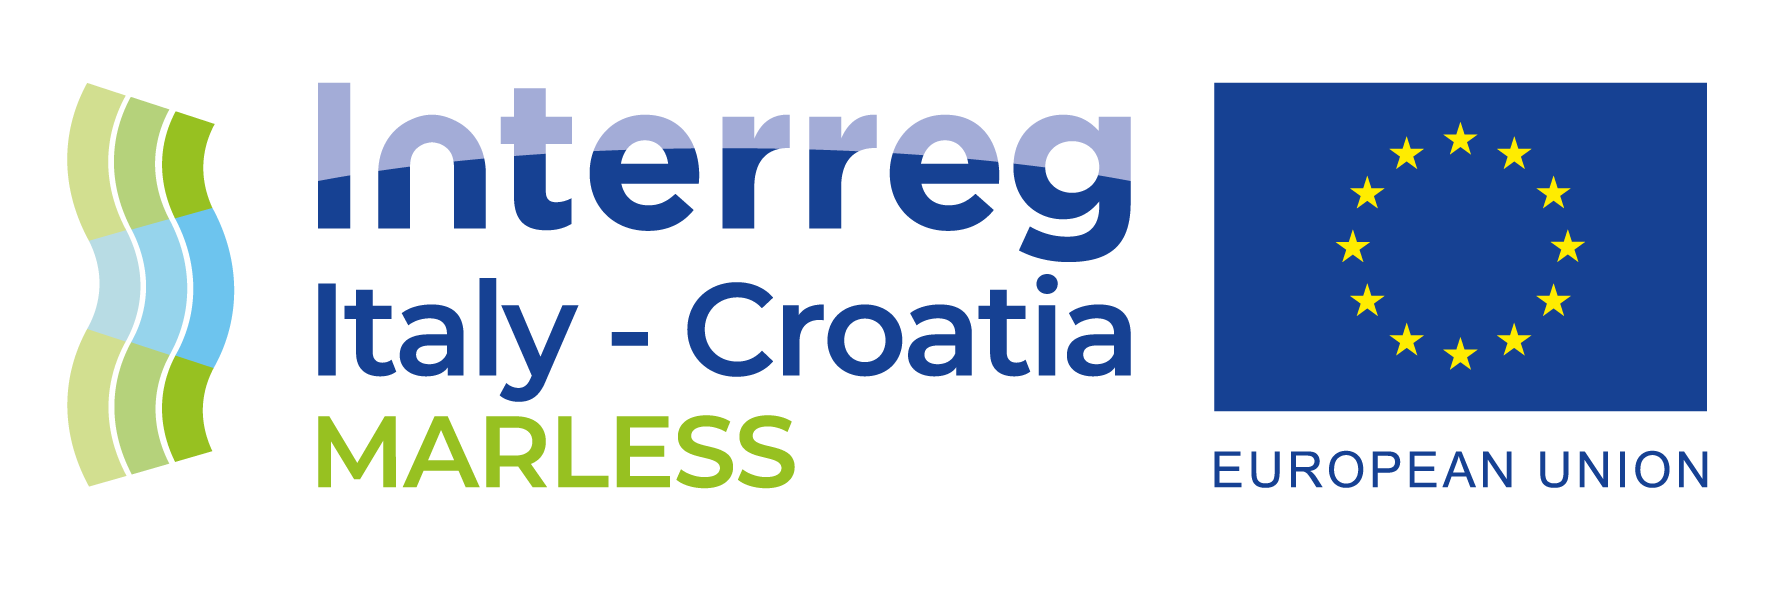 Interreg
Italy - Croatia
MARLESS
EUROPEAN UNION